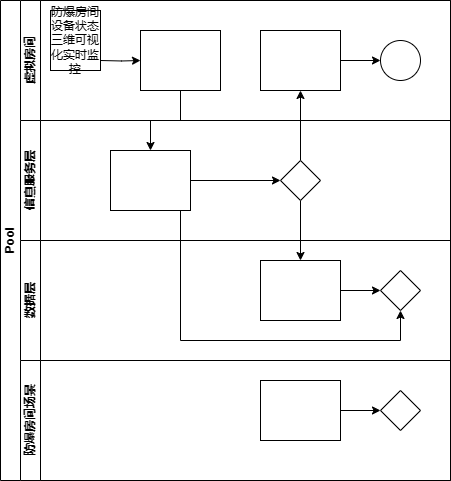 Pool
虚拟房间
防爆房间
设备状态
三维可视
化实时监
控
信息服务层
数据层
防爆房间场景